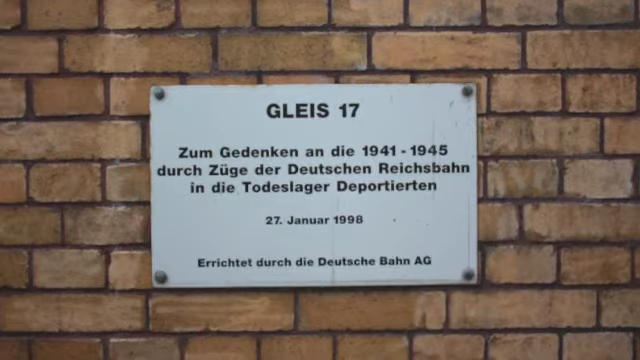 GLEIS 17
Zum Gedenken an die 1941 - 1945
durch Züge der Deutschen Reichsbahn
in die Todeslager Deportierten
27. Januar 1998
Errichtet durch die Deutsche Bahn AG